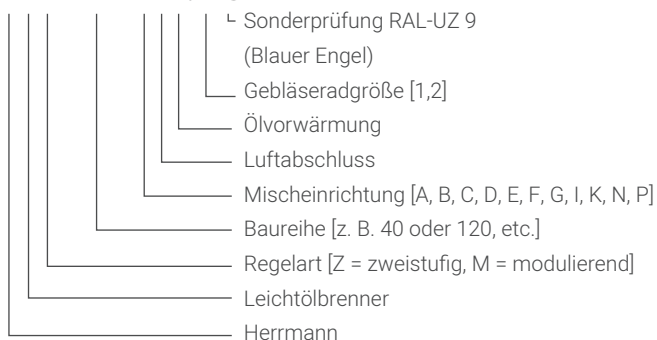 Sonderprüfung RAL-UZ 9
(Blauer Engel)
Gebläseradgröße [1,2]
Ölvorwärmung
Luftabschluss
Mischeinrichtung [A, B, C, D, E, F, G, I, K, N, P]
Baureihe [z. B. 40 oder 120, etc.]
Regelart [Z = zweistufig, M = modulierend]
Leichtölbrenner
Herrmann